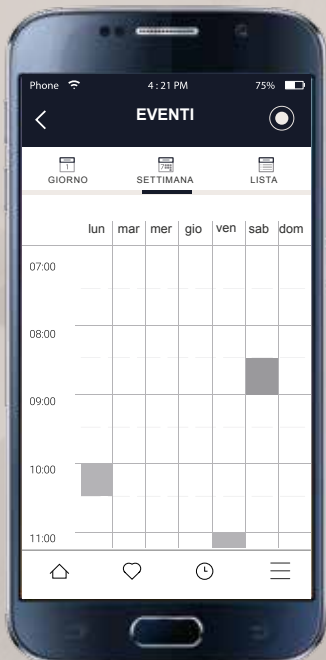 Phone 4:21 PM 75%
EVENTI
GIORNO SETTIMANA LISTA
lun mar mer gio ven sab dom
07:00
08:00
09:00
10:00
11:00